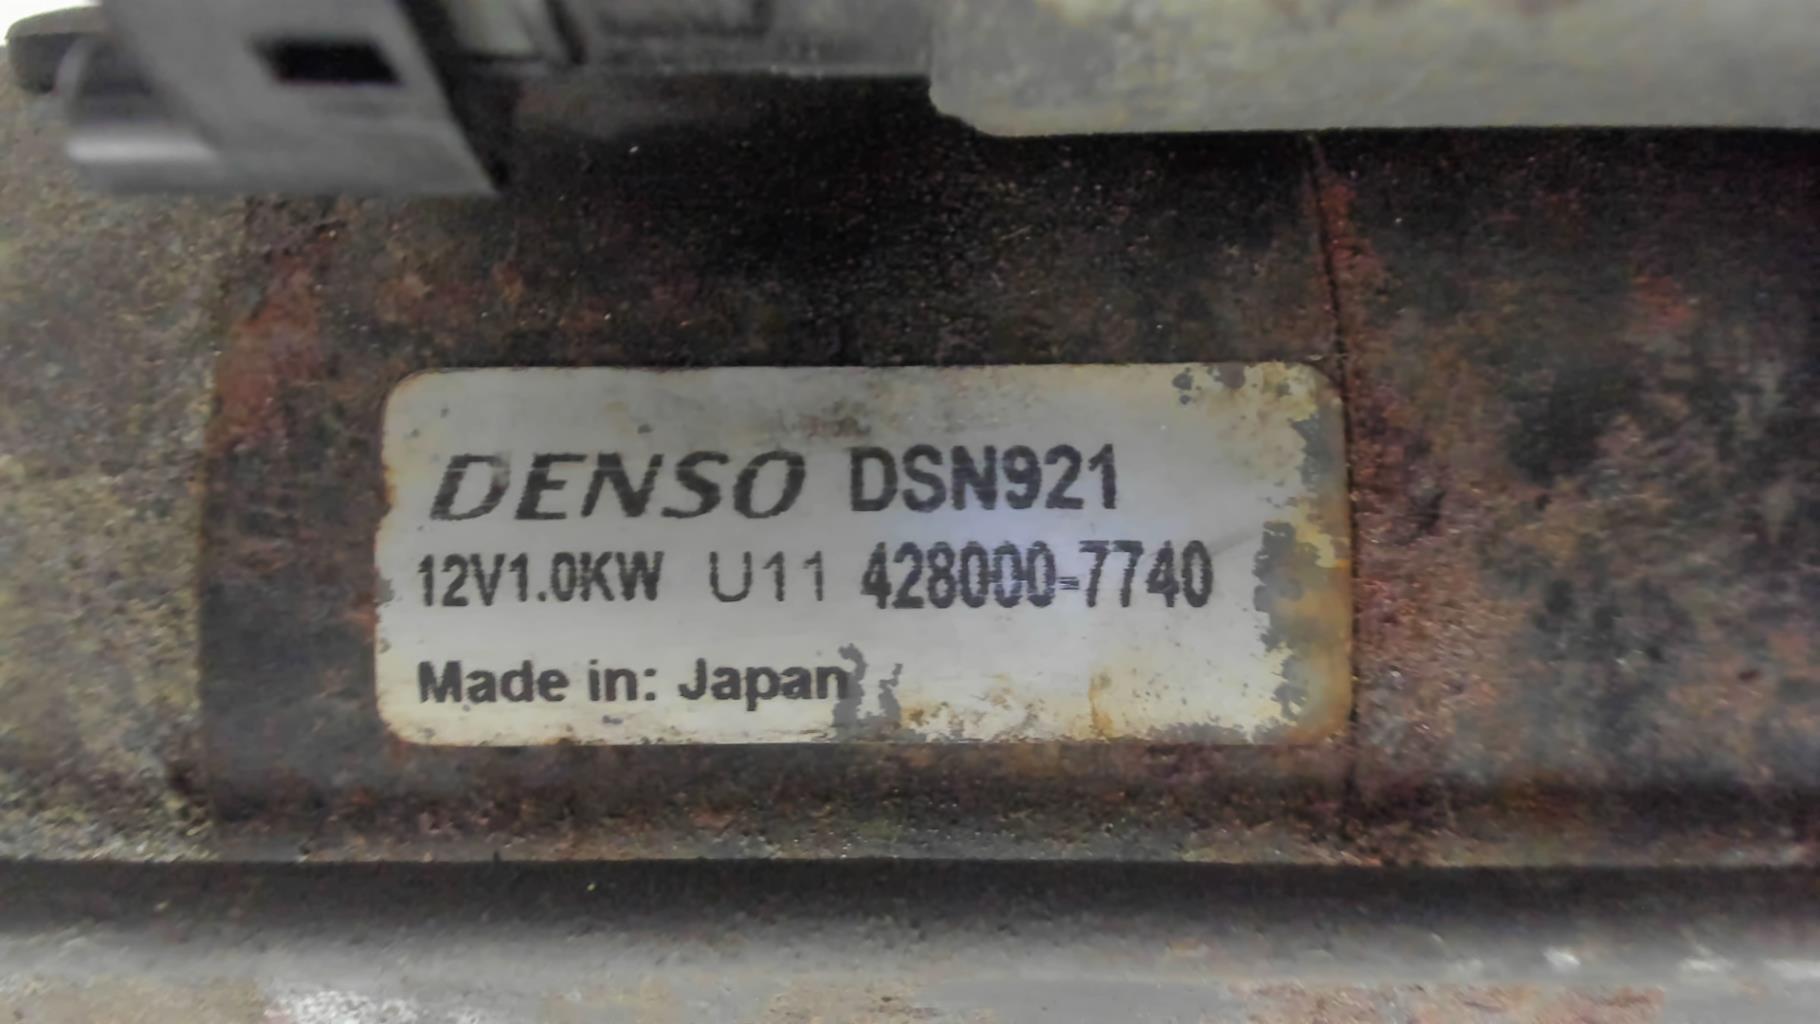 DENSO DSN921
12V1.0KW U11 428000-7740
Made in: Japan